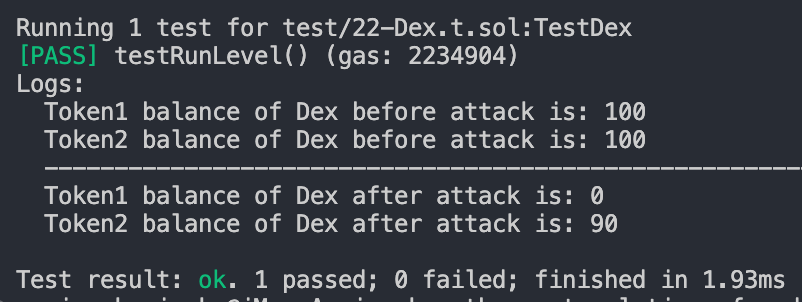 Running 1 test for test/22-Dex.t.sol:TestDex
[PASS] testRunLevel() (gas: 2234904)
Logs:
Token1 balance of Dex before attack is: 100
Token2 balance of Dex before attack is: 100
------------------------------------------------------------
Token1 balance of Dex after attack is: 0
Token2 balance of Dex after attack is: 90
Test result: ok. 1 passed; 0 failed; finished in 1.93ms